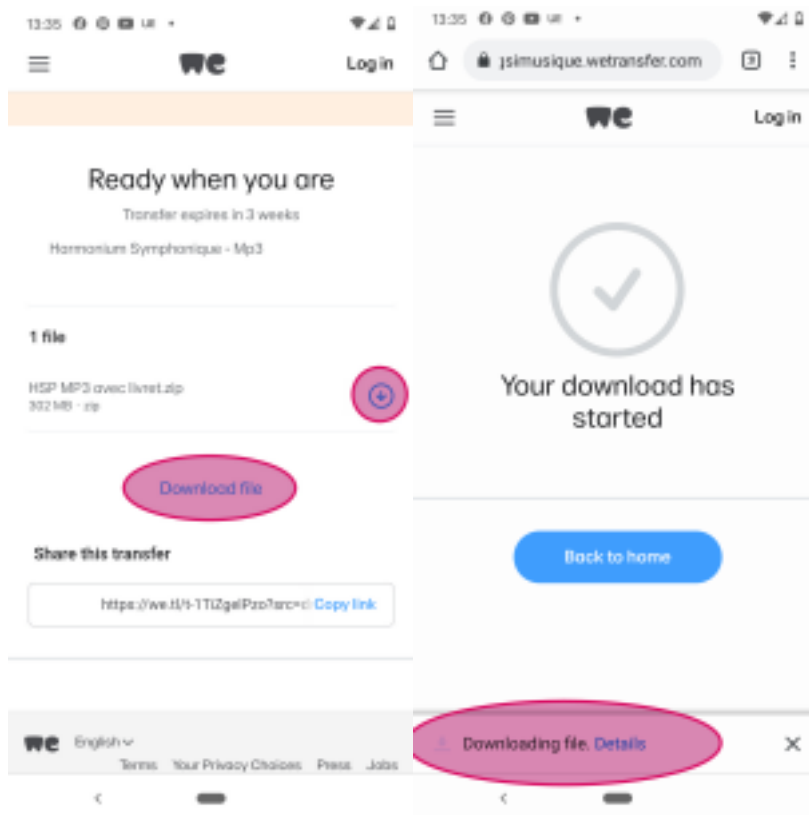 13:35
we
Log in
Ready when you are
Transfer expires in 3 weeks
Harmonium Symphonique - Mp3
1 file
HSP MP3 avec livret.zip
302 MB - zip
Download file
Share this transfer
Copy link
we
English
Terms Your Privacy Choices Press Jobs
13:35
simusique.wetransfer.com
we
Log in
Your download has
started
Back to home
Downloading file. Details